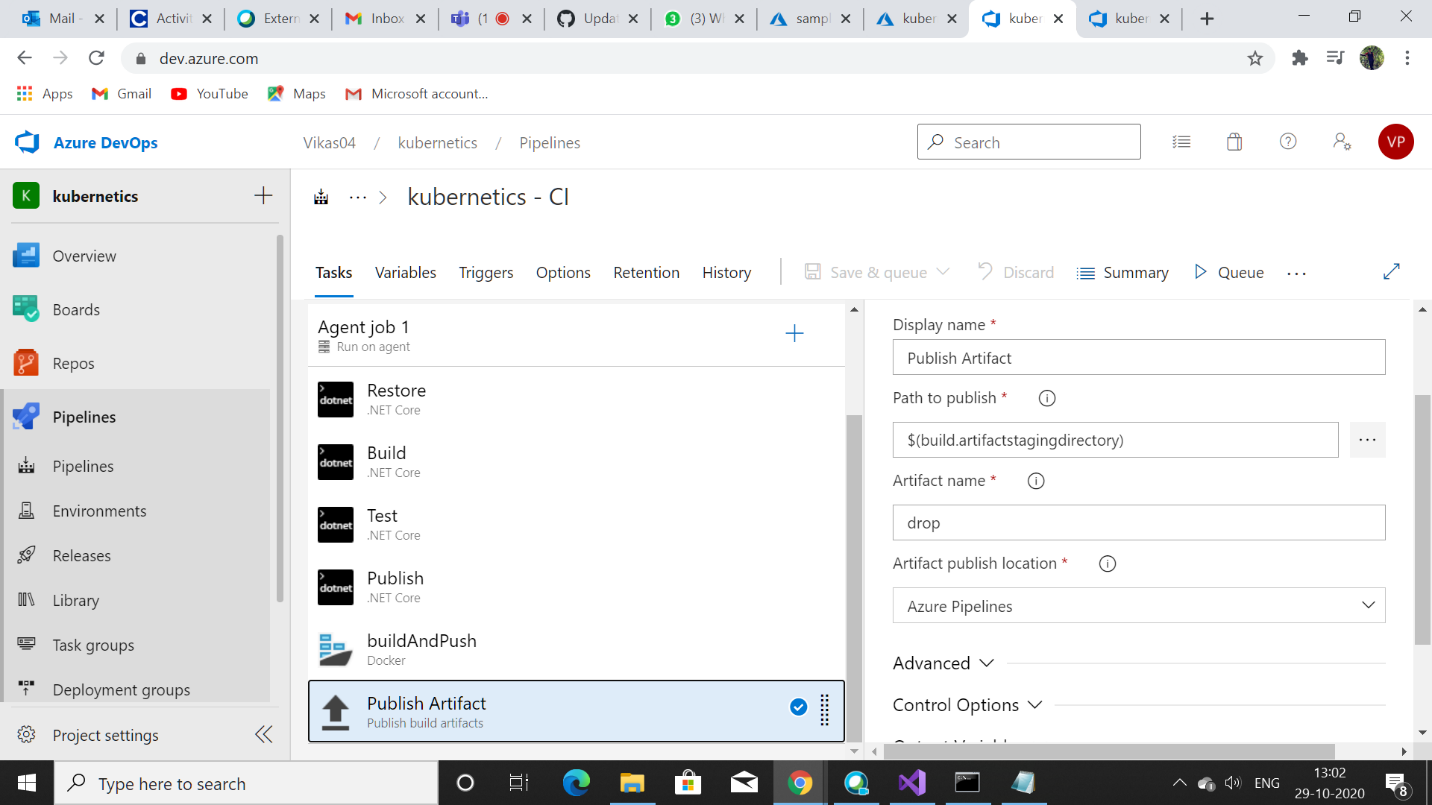 Mail -
Activit
Extern
Inbox
(1
Updat
(3) W
sampl
kuber
kuber
kuber
dev.azure.com
Apps
Gmail
YouTube
Maps
Microsoft account...
Azure DevOps
Vikas04 / kubernetics / Pipelines
Search
VP
K
kubernetics
kubernetics - CI
Overview
Boards
Repos
Pipelines
Pipelines
Environments
Releases
Library
Task groups
Deployment groups
Project settings
Tasks
Variables
Triggers
Options
Retention
History
Save & queue
Discard
Summary
Queue
Agent job 1
Run on agent
dotnet
Restore
.NET Core
dotnet
Build
.NET Core
dotnet
Test
.NET Core
dotnet
Publish
.NET Core
buildAndPush
Docker
Publish Artifact
Publish build artifacts
Display name *
Publish Artifact
Path to publish *
$(build.artifactstagingdirectory)
Artifact name *
drop
Artifact publish location *
Azure Pipelines
Advanced
Control Options
Type here to search
ENG
13:02
29-10-2020
8